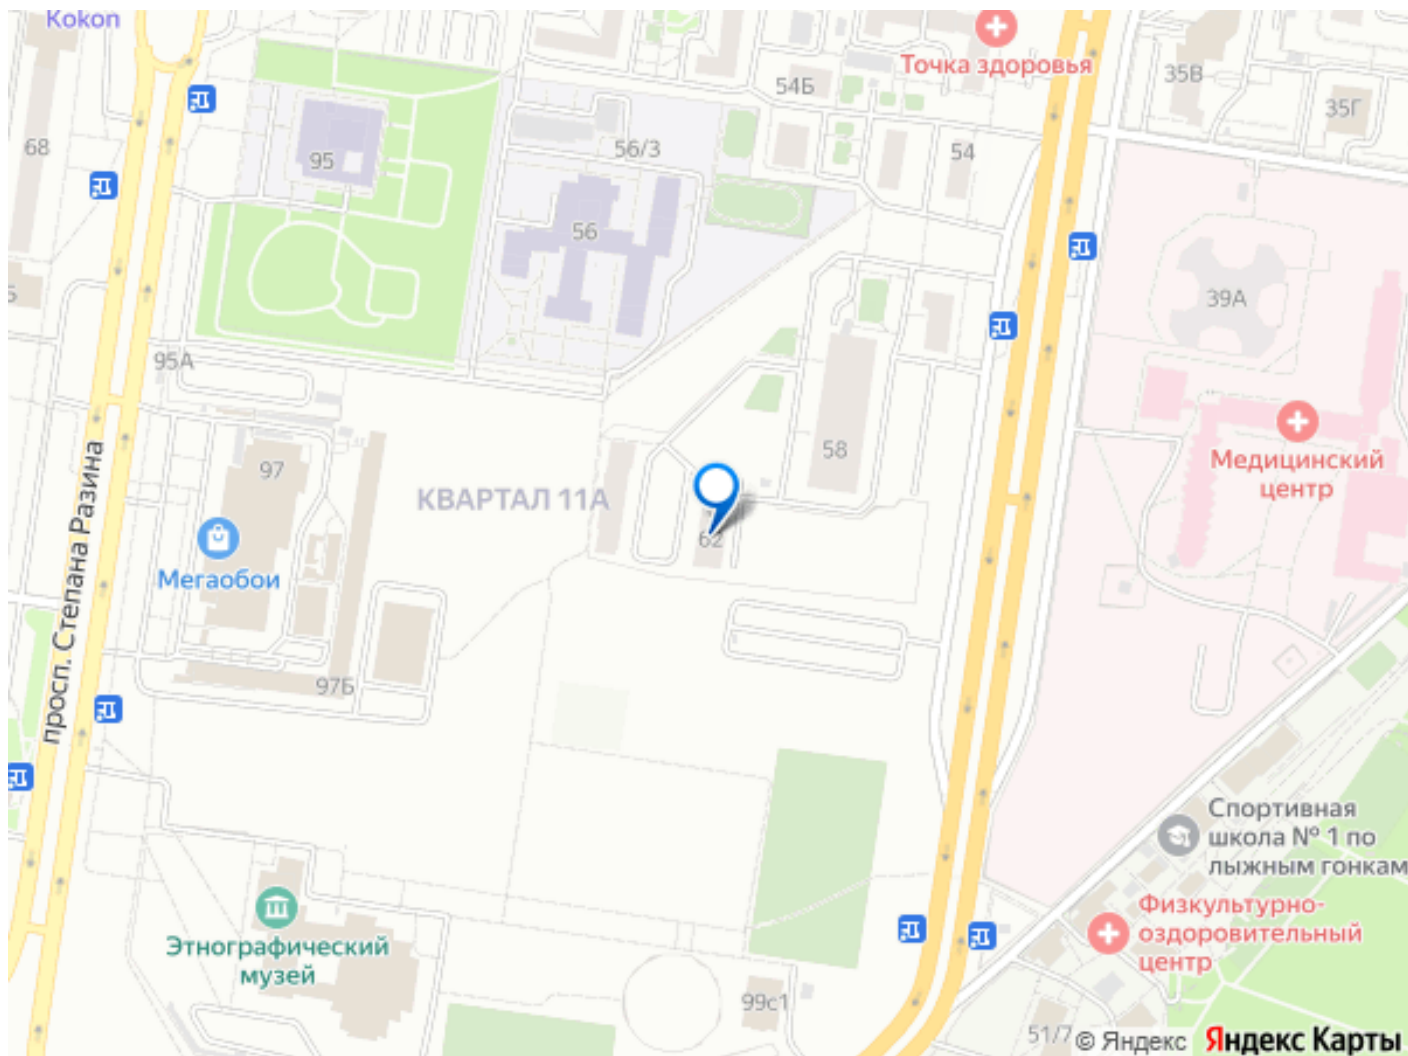 Kokon
Точка здоровья
54Б
35В
35Г
68
95
56/3
54
56
39А
95А
58
97
КВАРТАЛ 11А
Медицинский
центр
62
Мегаобои
просп. Степана Разина
97Б
Спортивная
школа № 1 по
лыжным гонкам
Физкультурно-
оздоровительный
центр
Этнографический
музей
99с1
51/7
© Яндекс Яндекс Карты